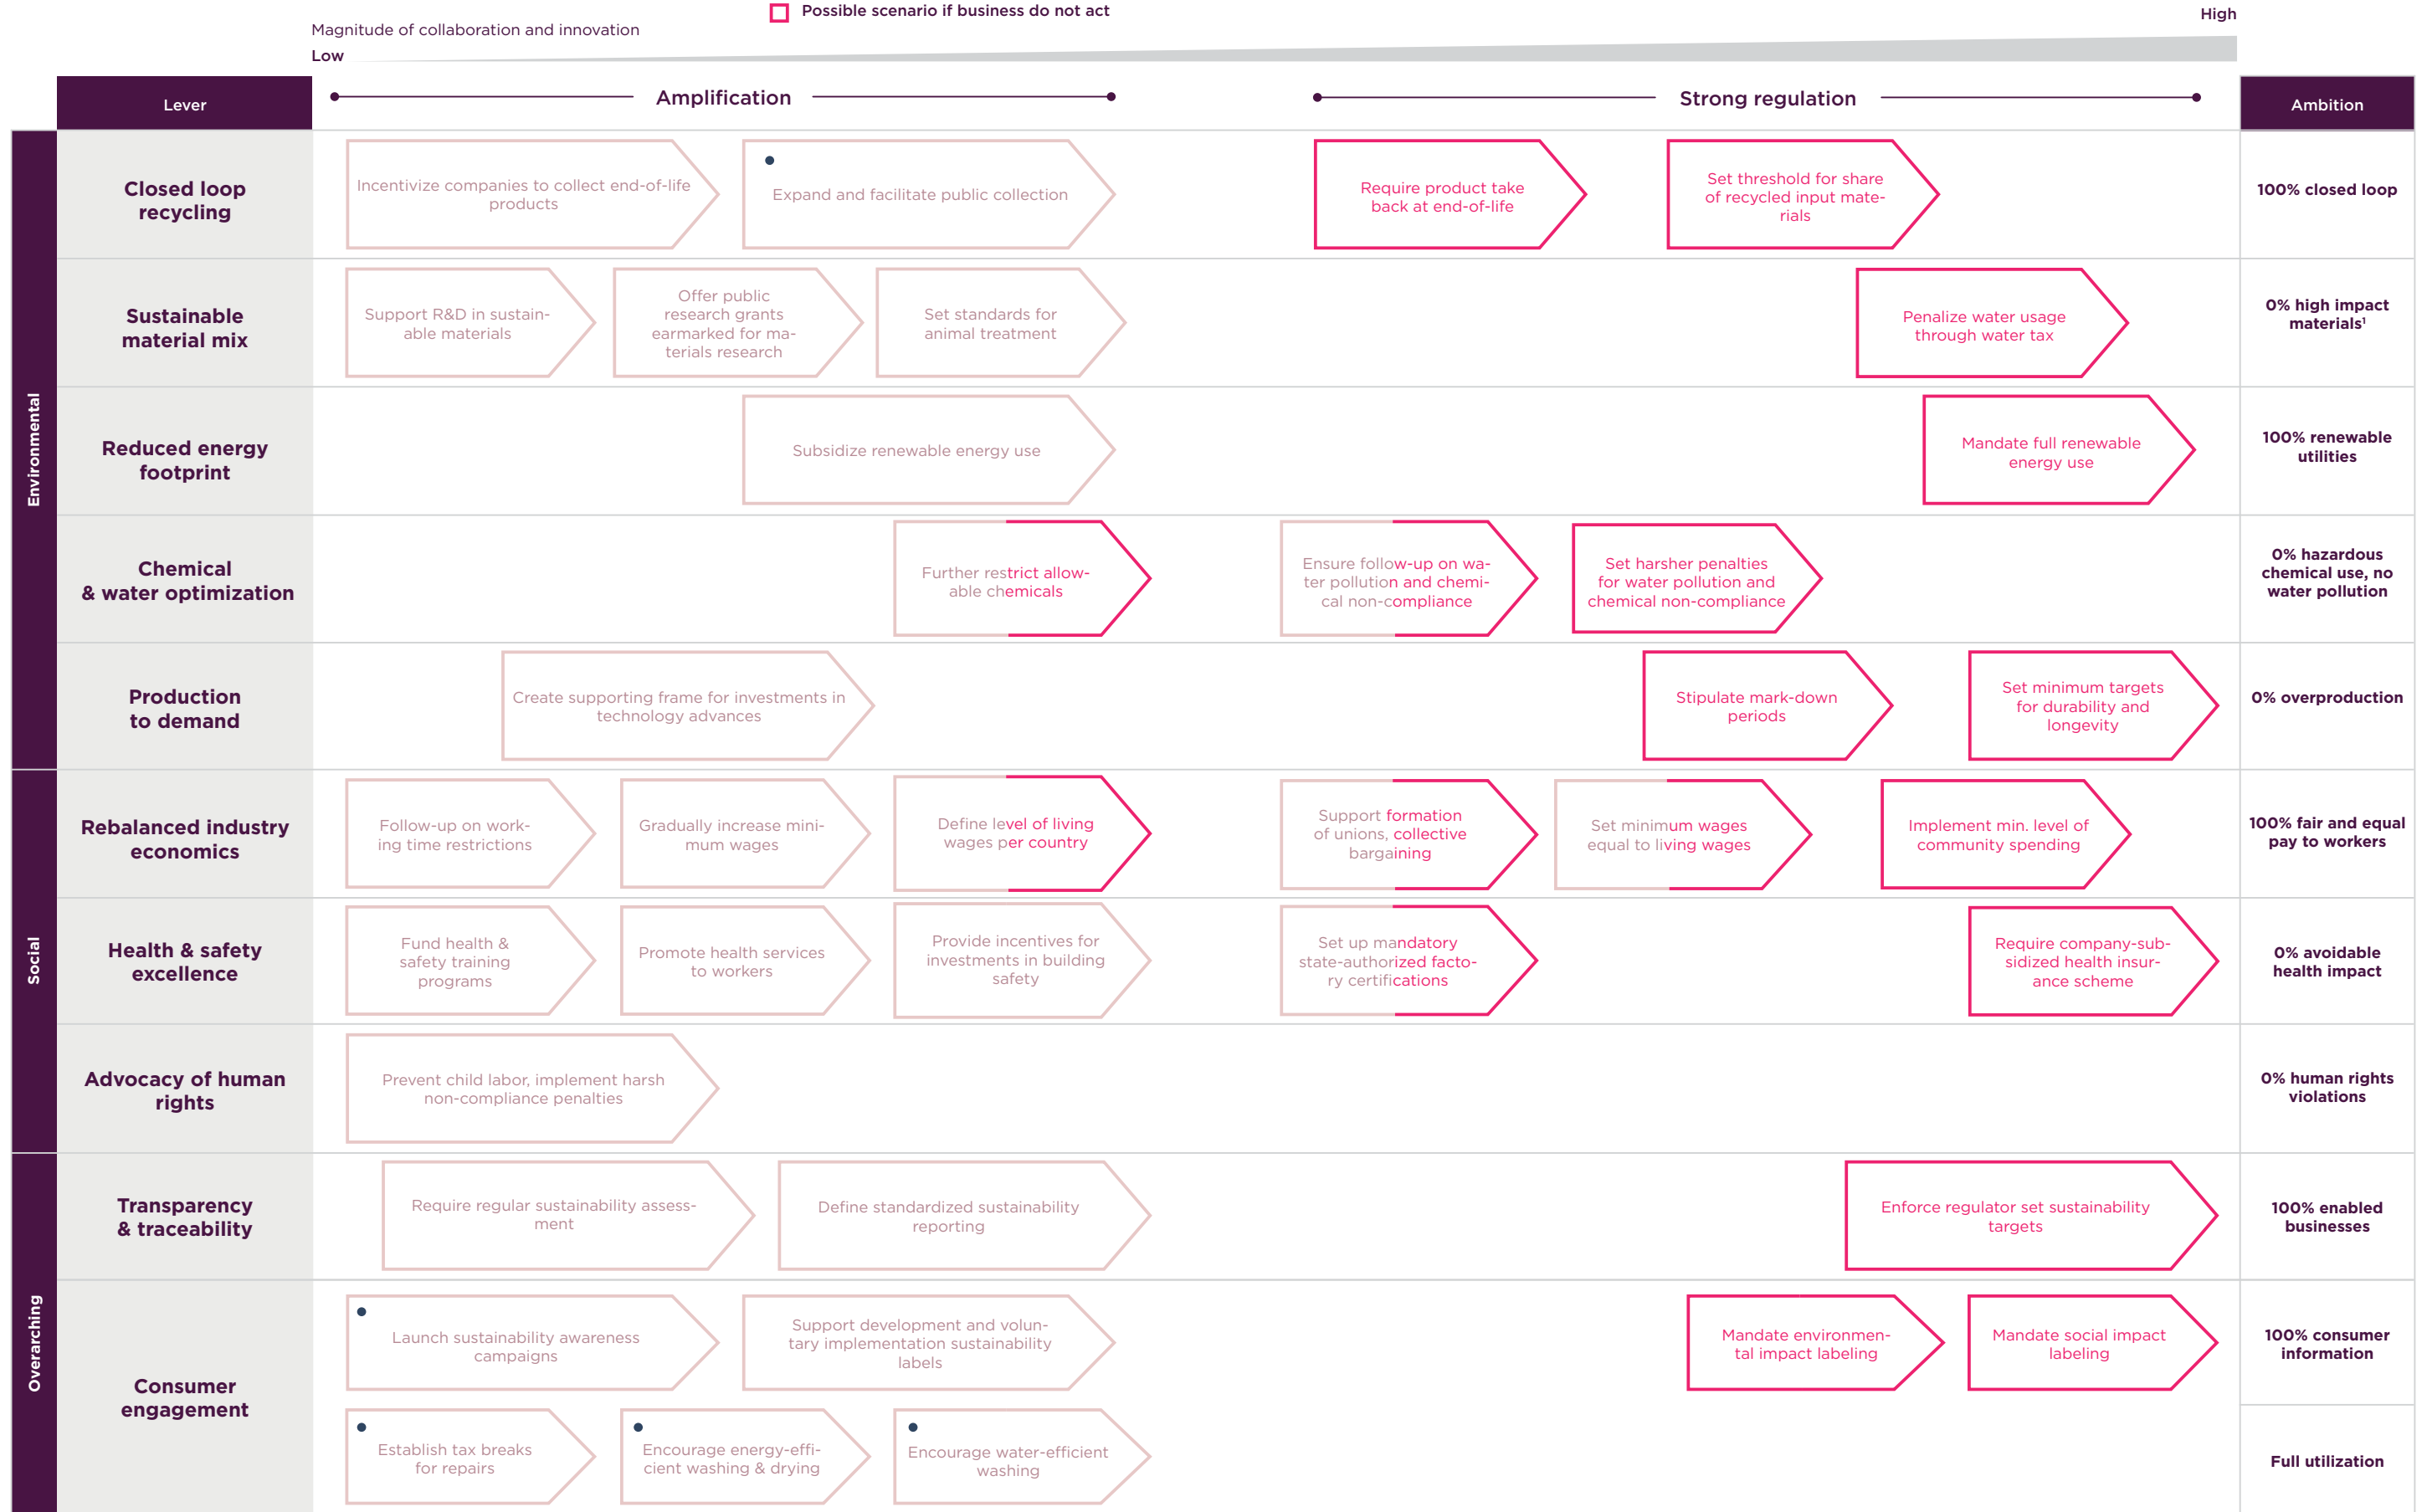 Possible scenario if business do not act
Magnitude of collaboration and innovation
Low
High
Lever
Amplification
Strong regulation
Ambition
Environmental
Closed loop
recycling
Incentivize companies to collect end-of-life
products
Expand and facilitate public collection
Require product take
back at end-of-life
Set threshold for share
of recycled input mate-
rials
100% closed loop
Sustainable
material mix
Support R&D in sustain-
able materials
Offer public
research grants
earmarked for ma-
terials research
Set standards for
animal treatment
Penalize water usage
through water tax
0% high impact
materials¹
Reduced energy
footprint
Subsidize renewable energy use
Mandate full renewable
energy use
100% renewable
utilities
Chemical
& water optimization
Further restrict allow-
able chemicals
Ensure follow-up on wa-
ter pollution and chemi-
cal non-compliance
Set harsher penalties
for water pollution and
chemical non-compliance
0% hazardous
chemical use, no
water pollution
Production
to demand
Create supporting frame for investments in
technology advances
Stipulate mark-down
periods
Set minimum targets
for durability and
longevity
0% overproduction
Social
Rebalanced industry
economics
Follow-up on work-
ing time restrictions
Gradually increase mini-
mum wages
Define level of living
wages per country
Support formation
of unions, collective
bargaining
Set minimum wages
equal to living wages
Implement min. level of
community spending
100% fair and equal
pay to workers
Health & safety
excellence
Fund health &
safety training
programs
Promote health services
to workers
Provide incentives for
investments in building
safety
Set up mandatory
state-authorized facto-
ry certifications
Require company-sub-
sidized health insur-
ance scheme
0% avoidable
health impact
Advocacy of human
rights
Prevent child labor, implement harsh
non-compliance penalties
0% human rights
violations
Overarching
Transparency
& traceability
Require regular sustainability assess-
ment
Define standardized sustainability
reporting
Enforce regulator set sustainability
targets
100% enabled
businesses
Consumer
engagement
Launch sustainability awareness
campaigns
Support development and volun-
tary implementation sustainability
labels
Mandate environmen-
tal impact labeling
Mandate social impact
labeling
100% consumer
information
Establish tax breaks
for repairs
Encourage energy-effi-
cient washing & drying
Encourage water-efficient
washing
Full utilization